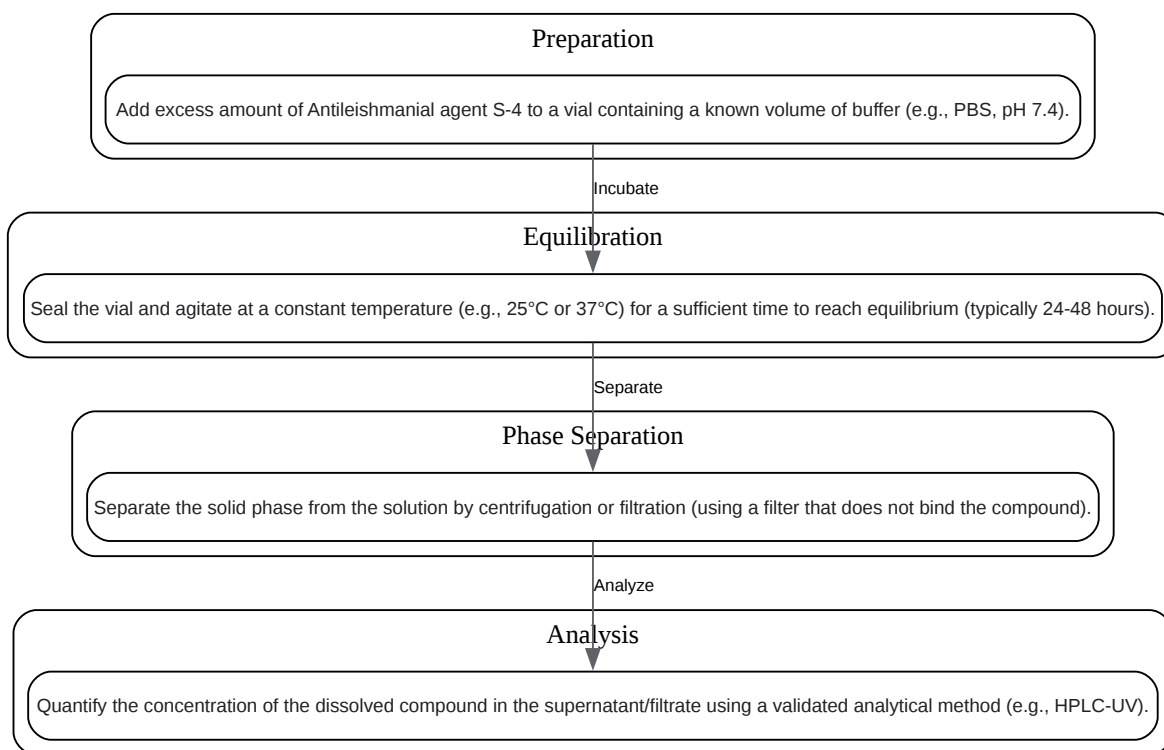 Preparation
Add excess amount of Antileishmanial agent S-4 to a vial containing a known volume of buffer (e.g., PBS, pH 7.4).
Incubate
Equilibration
Seal the vial and agitate at a constant temperature (e.g., 25°C or 37°C) for a sufficient time to reach equilibrium (typically 24-48 hours).
Separate
Phase Separation
Separate the solid phase from the solution by centrifugation or filtration (using a filter that does not bind the compound).
Analyze
Analysis
Quantify the concentration of the dissolved compound in the supernatant/filtrate using a validated analytical method (e.g., HPLC-UV).